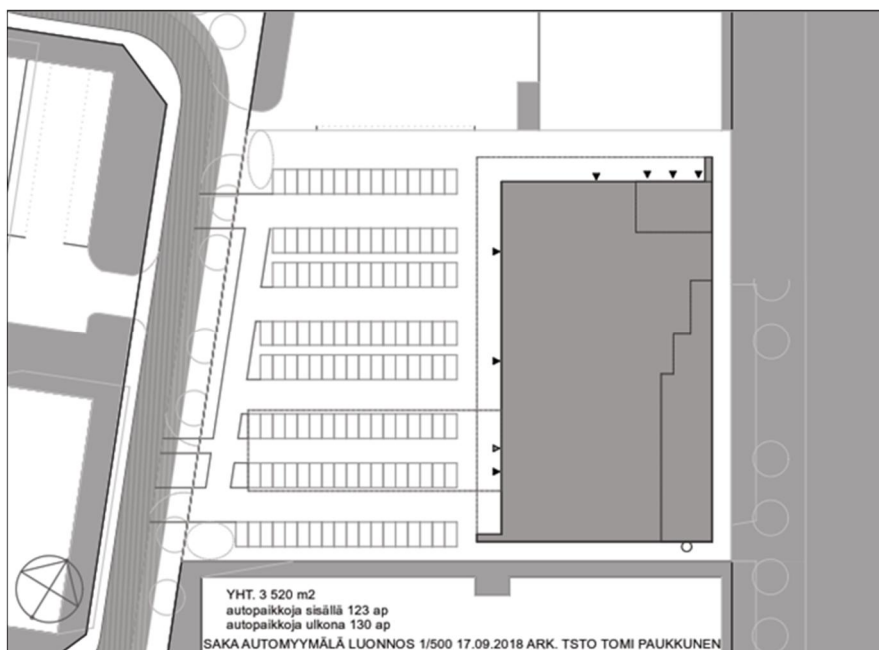 YHT. 3 520 m2
autopaikkoja sisällä 123 ap
autopaikkoja ulkona 130 ap
SAKA AUTOMYYMÄLÄ LUONNOS 1/500 17.09.2018 ARK. TSTO TOMI PAUKKUNEN